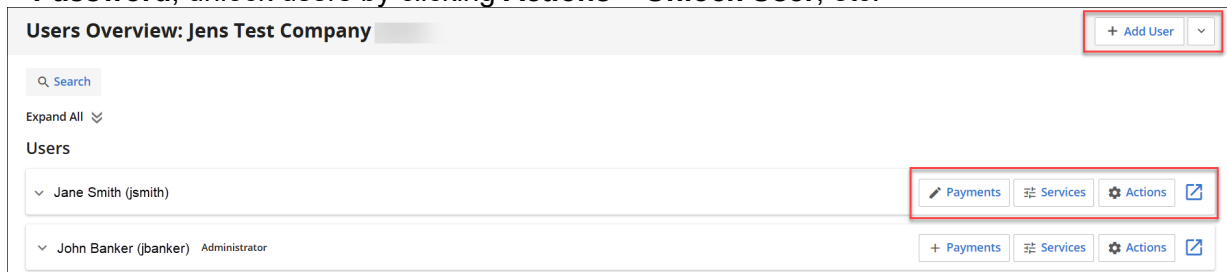 Users Overview: Jens Test Company
+ Add User
Search
Expand All
Users
Jane Smith (jsmith) Payments Services Actions
John Banker (jbanker) Administrator + Payments Services Actions